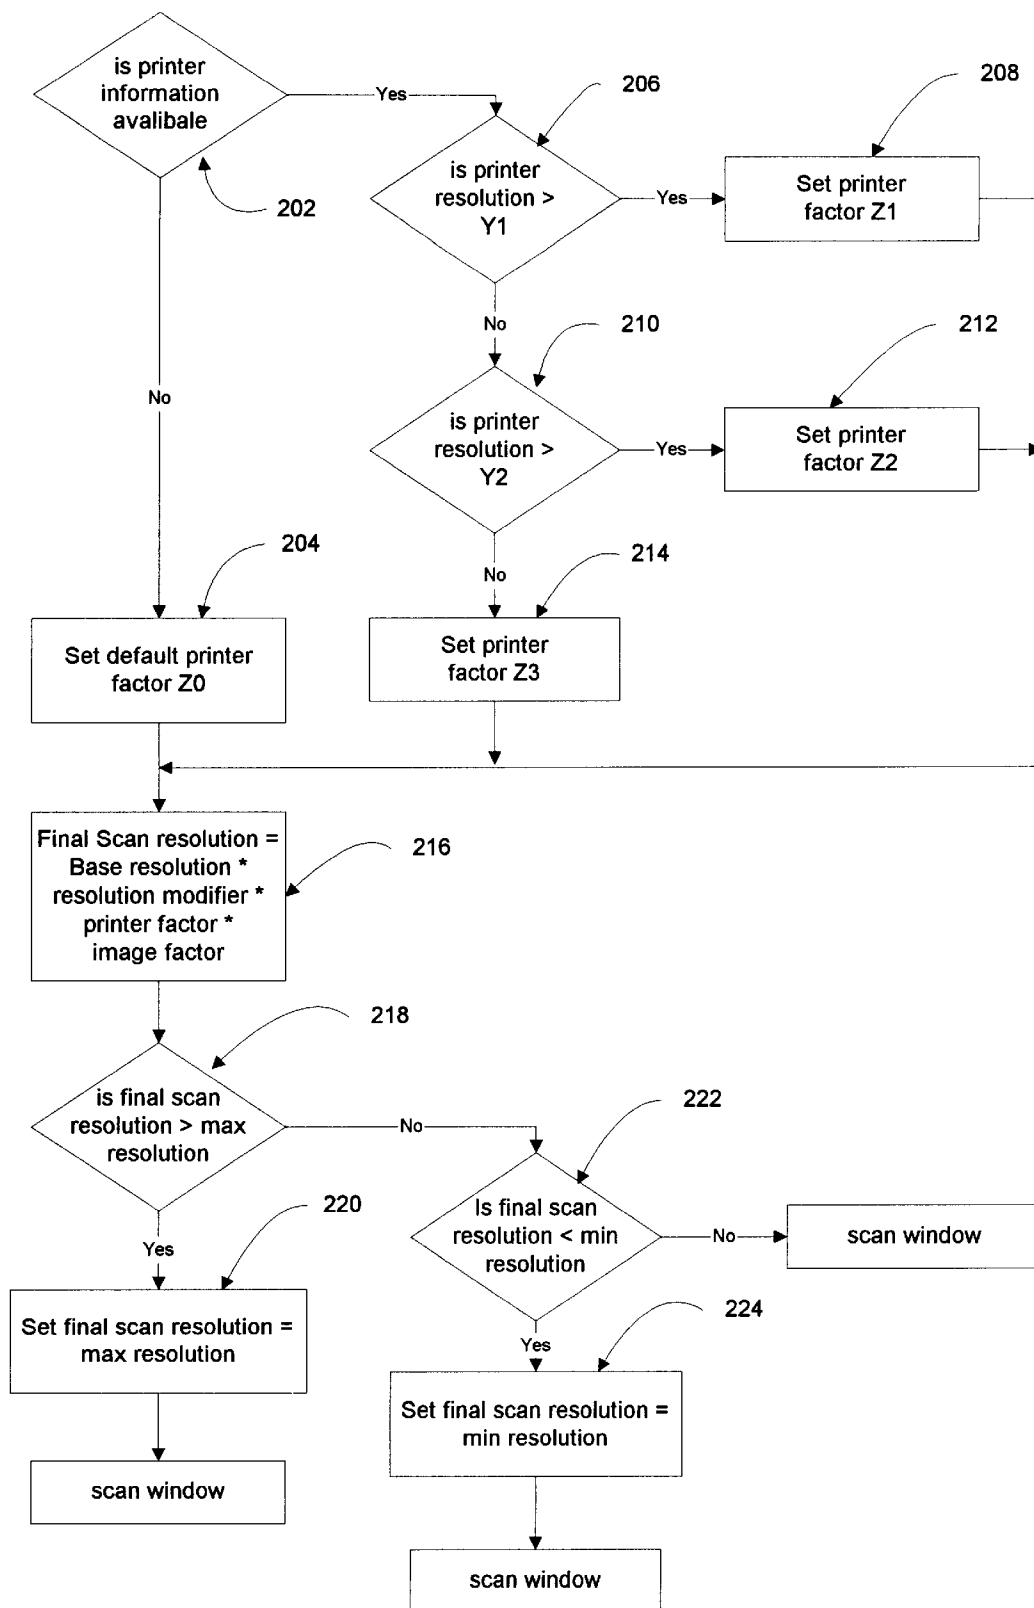 is printer
information
avalibale
Yes
206
208
is printer
resolution >
Y1
Yes
Set printer
factor Z1
202
No
210
212
No
is printer
resolution >
Y2
Yes
Set printer
factor Z2
204
No
214
Set default printer
factor Z0
Set printer
factor Z3
Final Scan resolution =
Base resolution *
resolution modifier *
printer factor *
image factor
216
218
is final scan
resolution > max
resolution
No
222
Is final scan
resolution < min
resolution
No
scan window
220
Yes
Set final scan resolution =
max resolution
224
Yes
Set final scan resolution =
min resolution
scan window
scan window